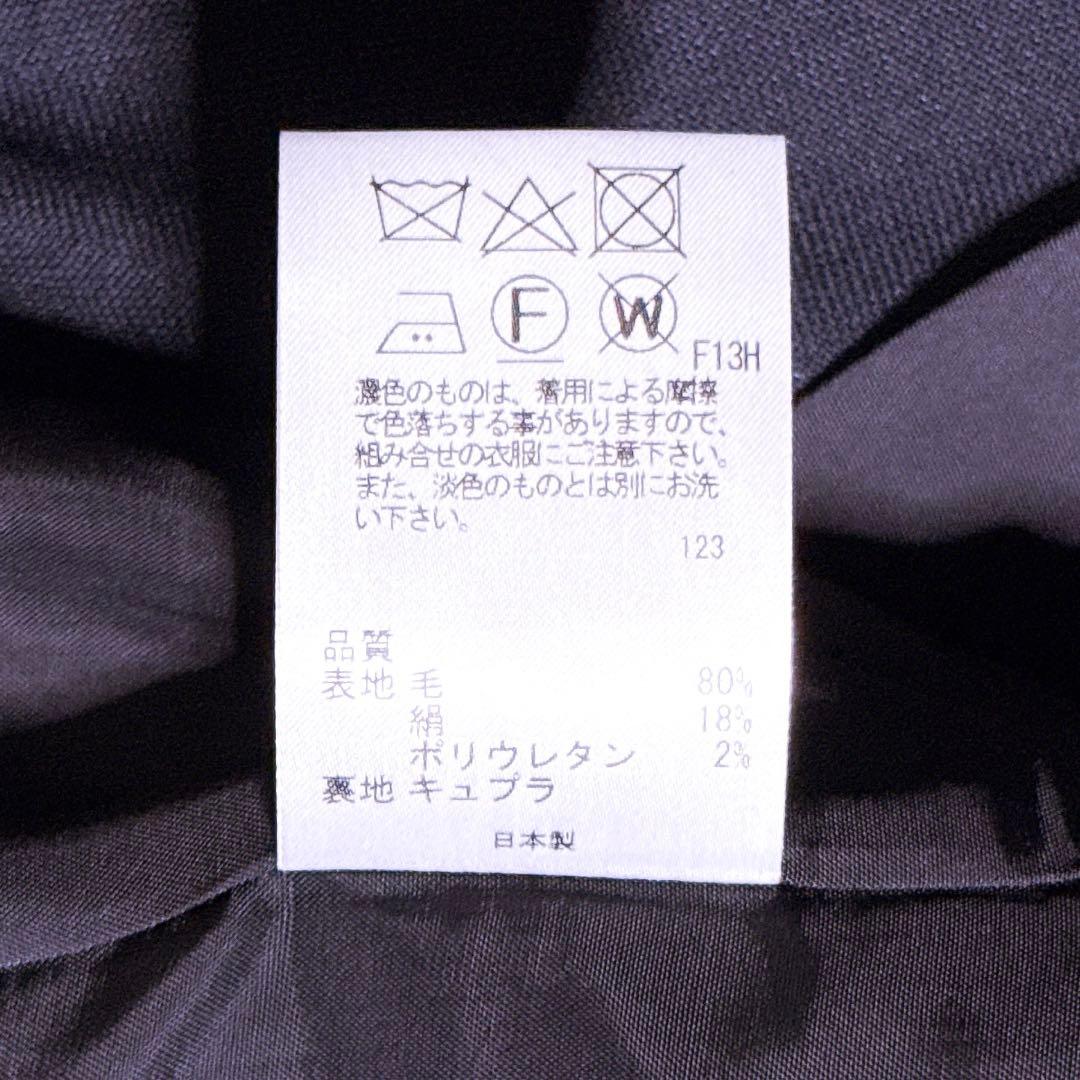 F W F13H
濃色のものは、着用による摩擦
で色落ちする事がありますので、
組み合せの衣服にご注意下さい。
また、淡色のものとは別にお洗
い下さい。
123
品質
表地 毛 80%
絹 18%
ポリウレタン 2%
裏地 キュプラ
日本製